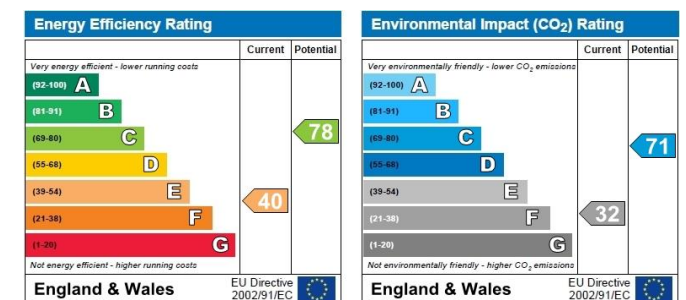 Energy Efficiency Rating
Current Potential
Very energy efficient - lower running costs
(92-100) A
(81-91) B
(69-80) C
78
(55-68) D
(39-54) E
40
(21-38) F
(1-20) G
Not energy efficient - higher running costs
England & Wales
EU Directive
2002/91/EC
Environmental Impact (CO₂) Rating
Current Potential
Very environmentally friendly - lower CO₂ emissions
(92-100) A
(81-91) B
(69-80) C
71
(55-68) D
(39-54) E
(21-38) F
32
(1-20) G
Not environmentally friendly - higher CO₂ emissions
England & Wales
EU Directive
2002/91/EC